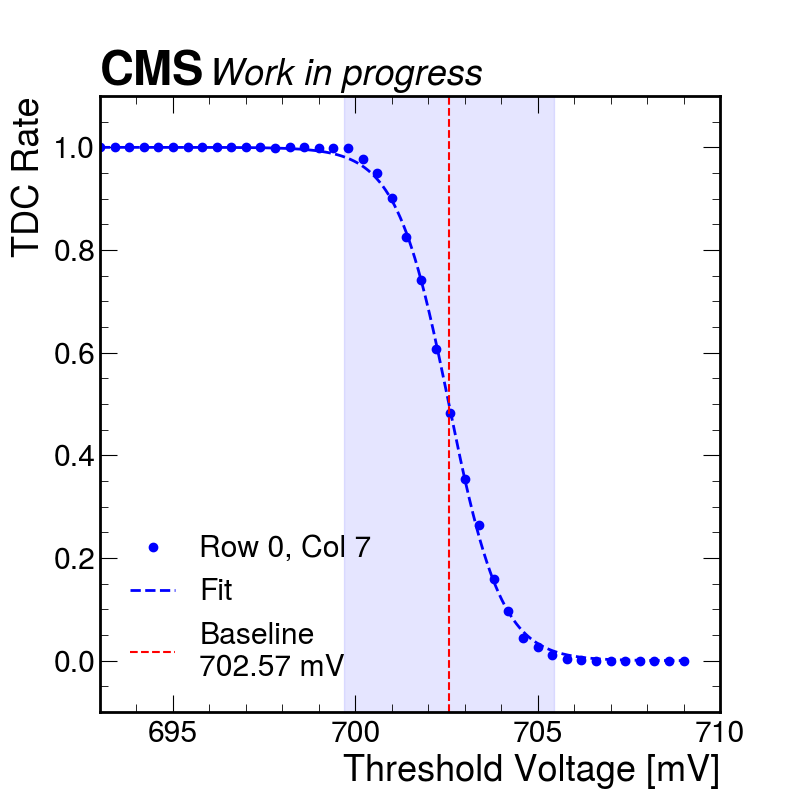 CMS Work in progress
TDC Rate
1.0
0.8
0.6
0.4
0.2
0.0
Row 0, Col 7
Fit
Baseline
702.57 mV
695 700 705 710
Threshold Voltage [mV]